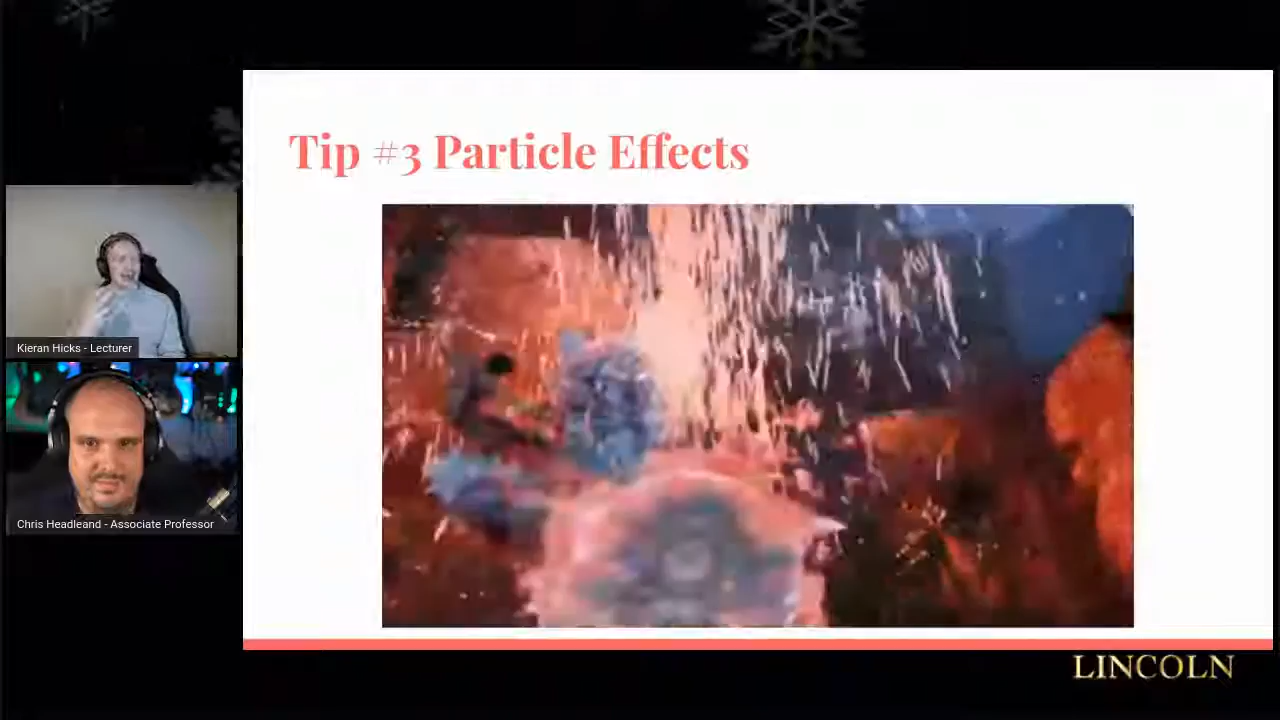 Tip #3 Particle Effects
Kieran Hicks - Lecturer
Chris Headleand - Associate Professor
LINCOLN